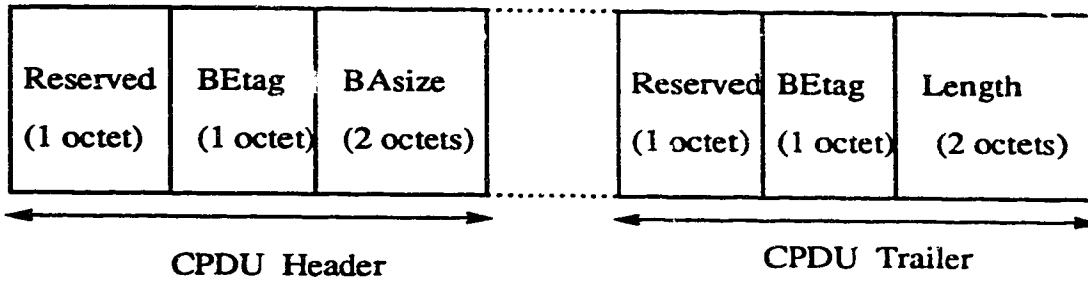 Reserved BEtag BAsize Reserved BEtag Length
(1 octet) (1 octet) (2 octets) (1 octet) (1 octet) (2 octets)
CPDU Header CPDU Trailer